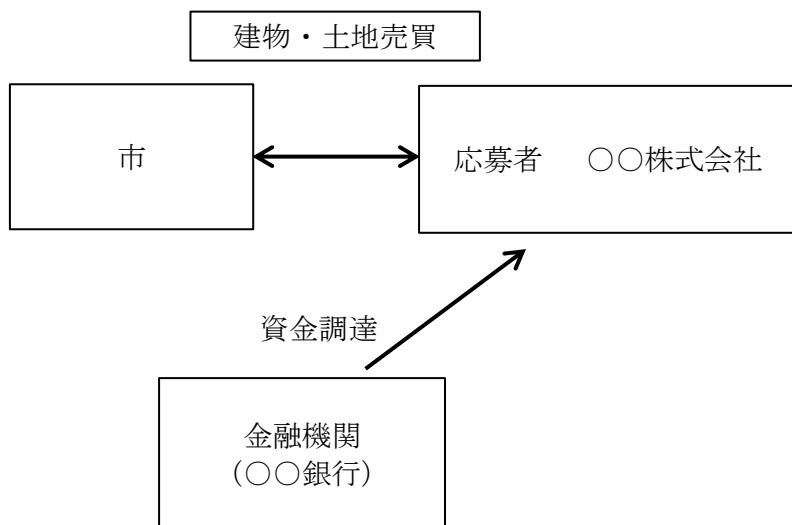 建物・土地売買
市
応募者　○○株式会社
資金調達
金融機関
（○○銀行）